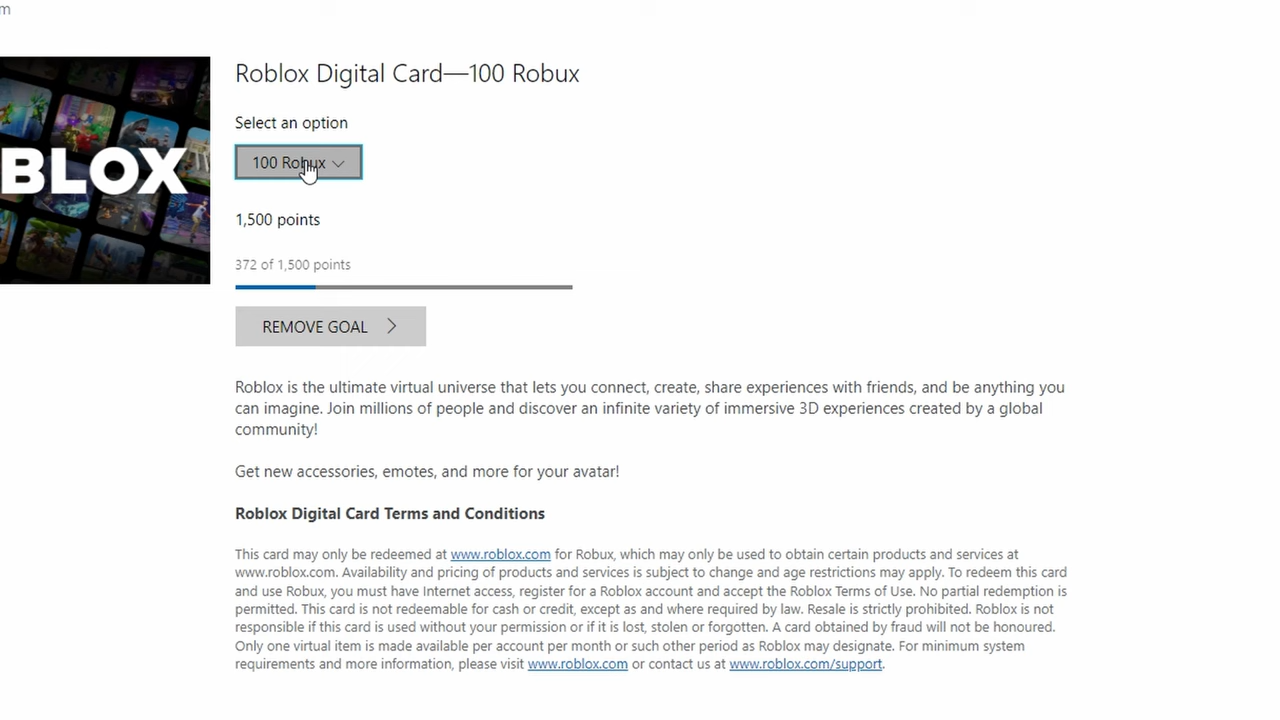 m
BLOX
Roblox Digital Card—100 Robux
Select an option
100 Robux
1,500 points
372 of 1,500 points
REMOVE GOAL
Roblox is the ultimate virtual universe that lets you connect, create, share experiences with friends, and be anything you
can imagine. Join millions of people and discover an infinite variety of immersive 3D experiences created by a global
community!
Get new accessories, emotes, and more for your avatar!
Roblox Digital Card Terms and Conditions
This card may only be redeemed at www.roblox.com for Robux, which may only be used to obtain certain products and services at
www.roblox.com. Availability and pricing of products and services is subject to change and age restrictions may apply. To redeem this card
and use Robux, you must have Internet access, register for a Roblox account and accept the Roblox Terms of Use. No partial redemption is
permitted. This card is not redeemable for cash or credit, except as and where required by law. Resale is strictly prohibited. Roblox is not
responsible if this card is used without your permission or if it is lost, stolen or forgotten. A card obtained by fraud will not be honoured.
Only one virtual item is made available per account per month or such other period as Roblox may designate. For minimum system
requirements and more information, please visit www.roblox.com or contact us at www.roblox.com/support.